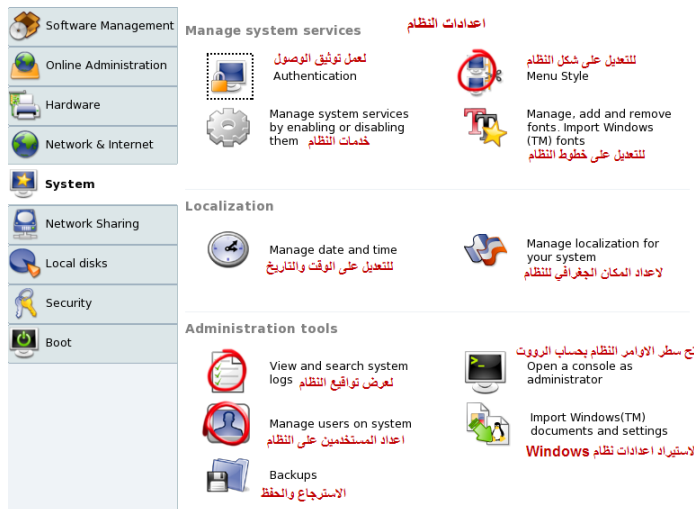 Software Management
Online Administration
Hardware
Network & Internet
System
Network Sharing
Local disks
Security
Boot
Manage system services
اعدادات النظام
لعمل توثيق الوصول
Authentication
للتعديل على شكل النظام
Menu Style
Manage system services
by enabling or disabling
them خدمات النظام
Manage, add and remove
fonts. Import Windows
(TM) fonts
للتعديل على خطوط النظام
Localization
Manage date and time
للتعديل على الوقت والتاريخ
Manage localization for
your system
لاعداد المكان الجغرافي للنظام
Administration tools
View and search system
logs لعرض تواقيع النظام
سطر الاوامر النظام بحساب الرووت
Open a console as
administrator
Manage users on system
اعداد المستخدمين على النظام
Import Windows(TM)
documents and settings
لاستيراد اعدادات نظام Windows
Backups
الاسترجاع والحفظ